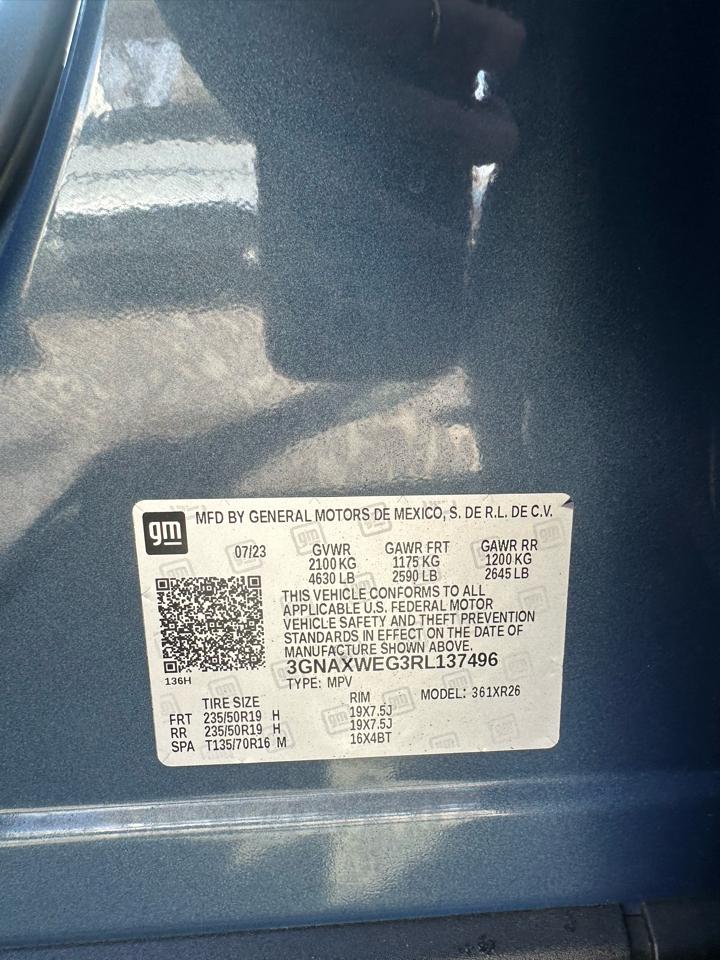 gm MFD BY GENERAL MOTORS DE MEXICO, S. DE R.L. DE C.V.
07/23 GVWR GAWR FRT GAWR RR
2100 KG 1175 KG 1200 KG
4630 LB 2590 LB 2645 LB
THIS VEHICLE CONFORMS TO ALL
APPLICABLE U.S. FEDERAL MOTOR
VEHICLE SAFETY AND THEFT PREVENTION
STANDARDS IN EFFECT ON THE DATE OF
MANUFACTURE SHOWN ABOVE.
3GNAXWEG3RL137496
136H
TYPE: MPV MODEL: 361XR26
TIRE SIZE RIM
FRT 235/50R19 H 19X7.5J
RR 235/50R19 H 19X7.5J
SPA T135/70R16 M 16X4BT